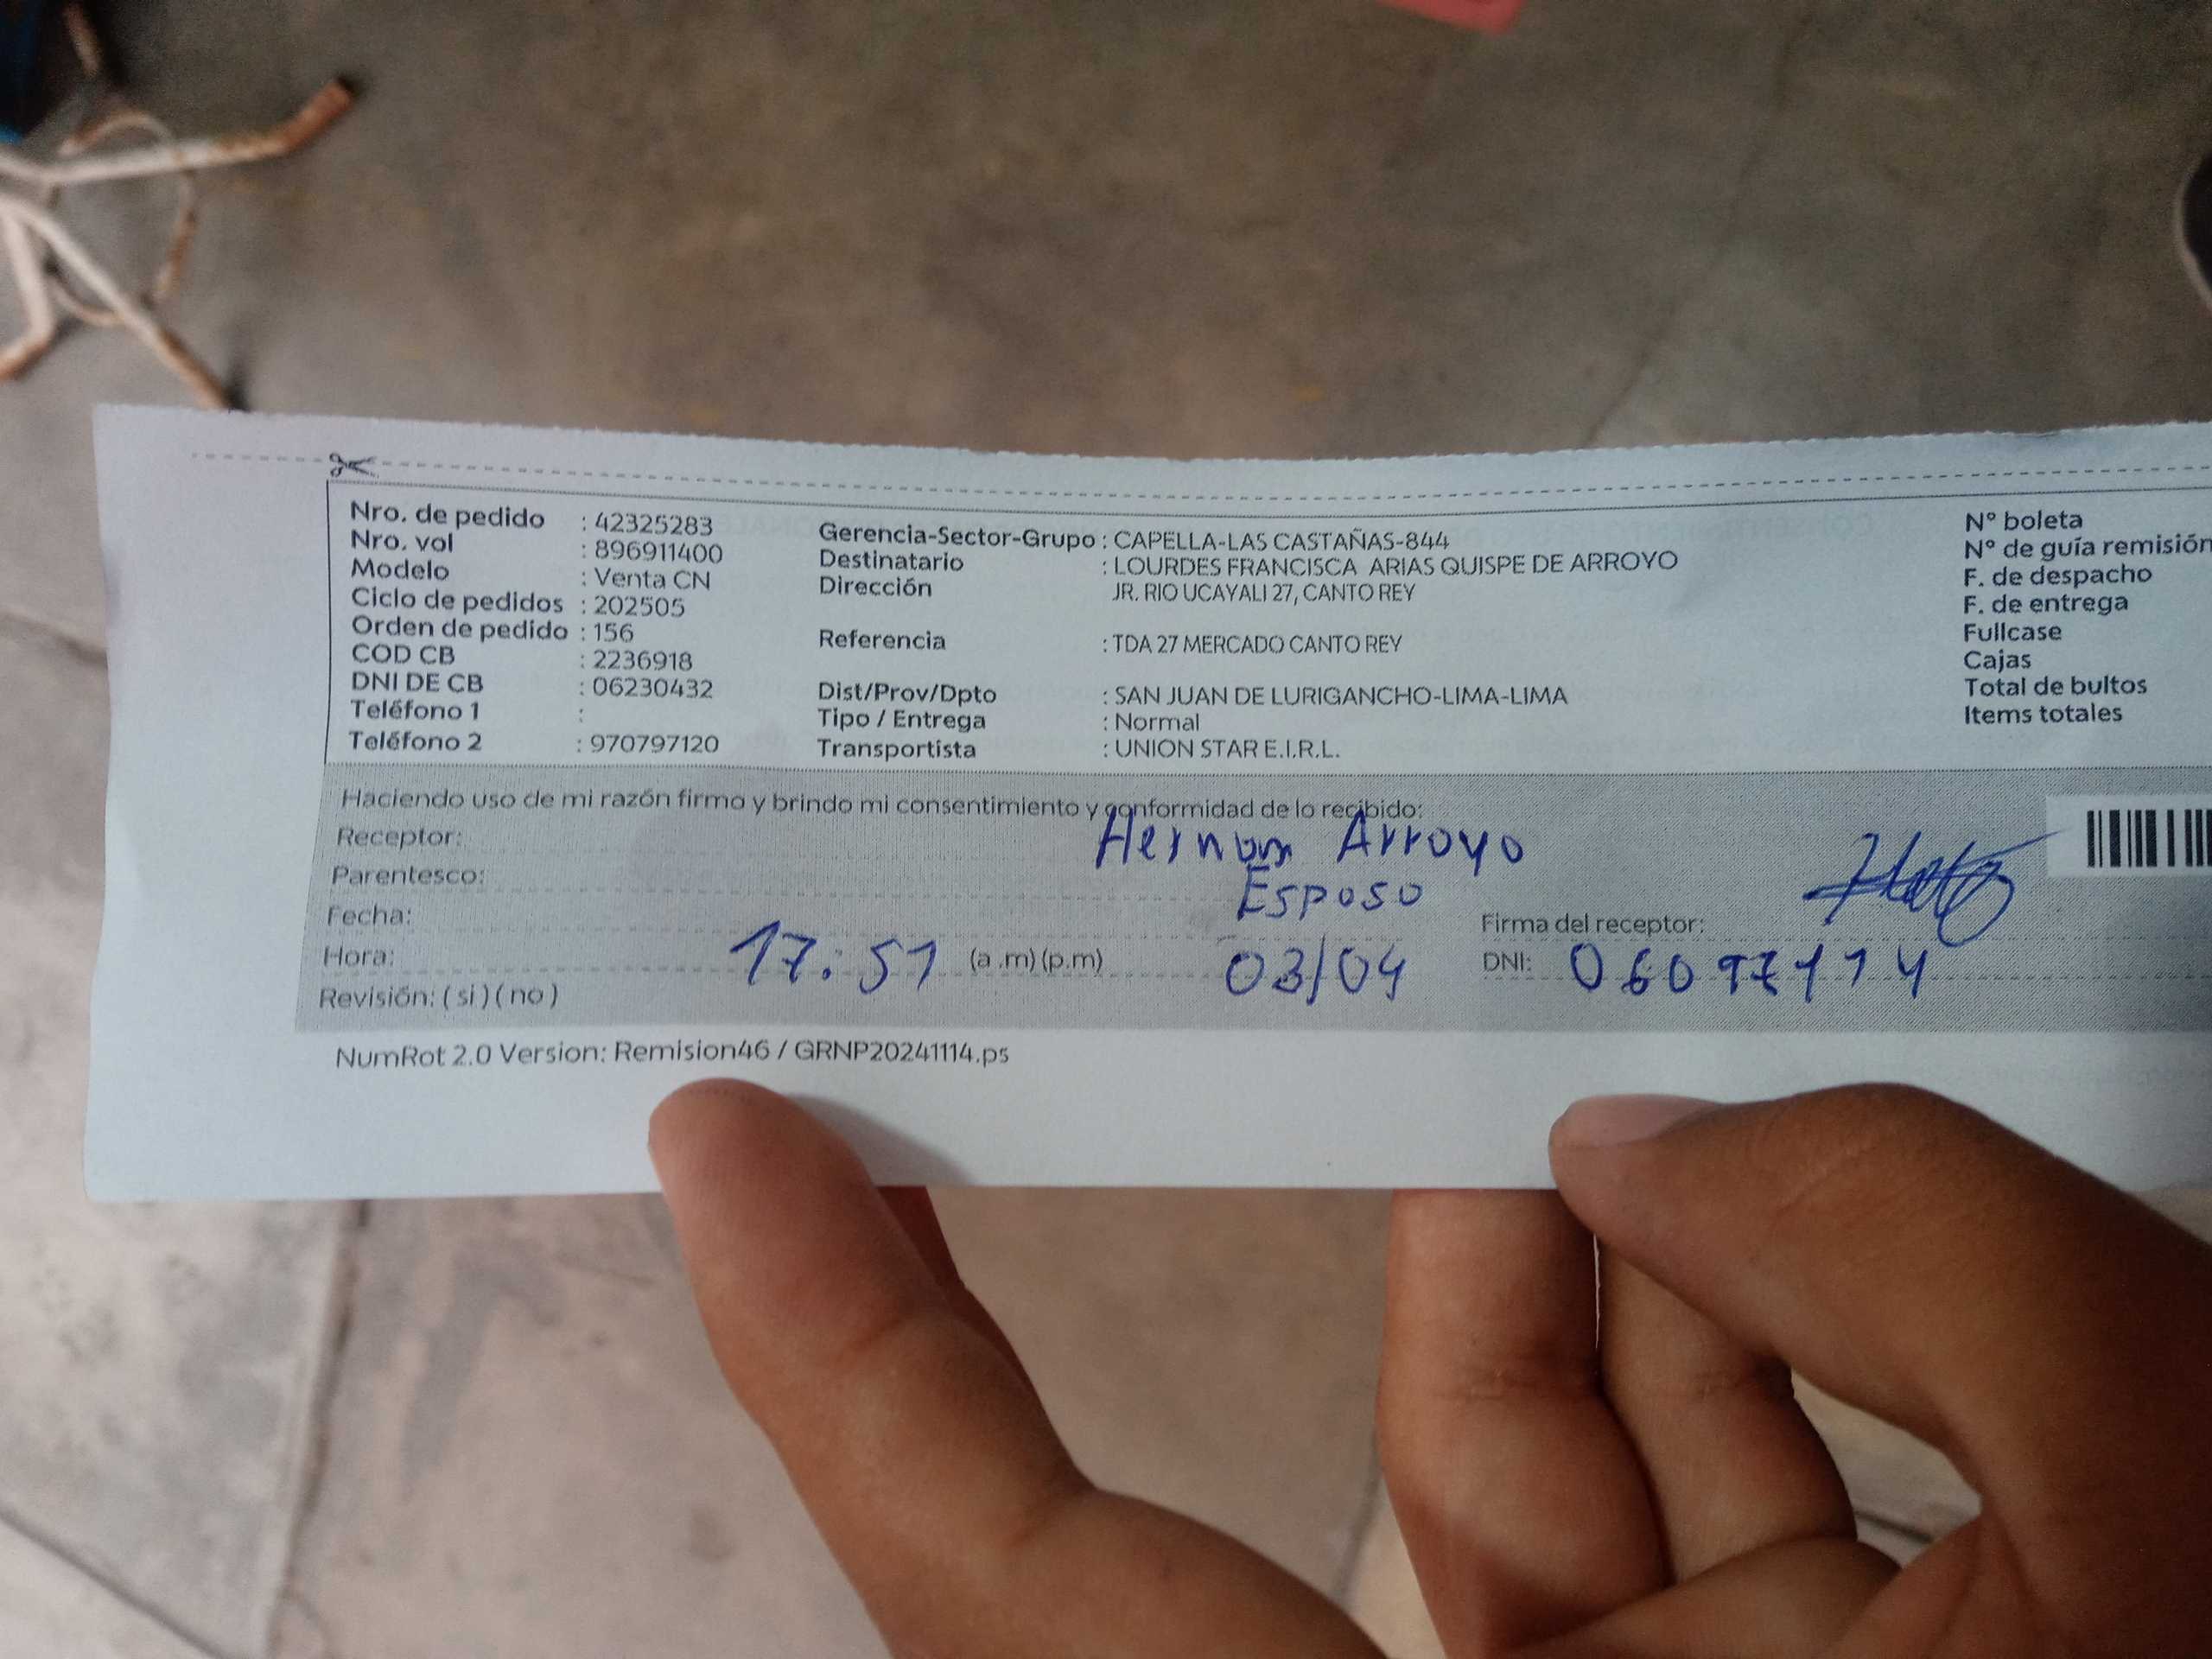 Nro. de pedido : 42325283
Nro. vol : 896911400
Modelo : Venta CN
Ciclo de pedidos : 202505
Orden de pedido : 156
COD CB : 2236918
DNI DE CB : 06230432
Teléfono 1 :
Teléfono 2 : 970797120
Gerencia-Sector-Grupo : CAPELLA-LAS CASTAÑAS-844
Destinatario : LOURDES FRANCISCA ARIAS QUISPE DE ARROYO
Dirección JR. RIO UCAYALI 27, CANTO REY
Referencia : TDA 27 MERCADO CANTO REY
Dist/Prov/Dpto : SAN JUAN DE LURIGANCHO-LIMA-LIMA
Tipo / Entrega : Normal
Transportista : UNION STAR E.I.R.L.
N° boleta
N° de guía remisión
F. de despacho
F. de entrega
Fullcase
Cajas
Total de bultos
Items totales
Haciendo uso de mi razón firmo y brindo mi consentimiento y conformidad de lo recibido:
Receptor: Hernan Arroyo
Parentesco: Esposo
Fecha: 03/04
Firma del receptor:
Hora: 17:51 (a .m) (p.m)
DNI:
Revisión: ( si ) ( no )
NumRot 2.0 Version: Remision46 / GRNP20241114.ps